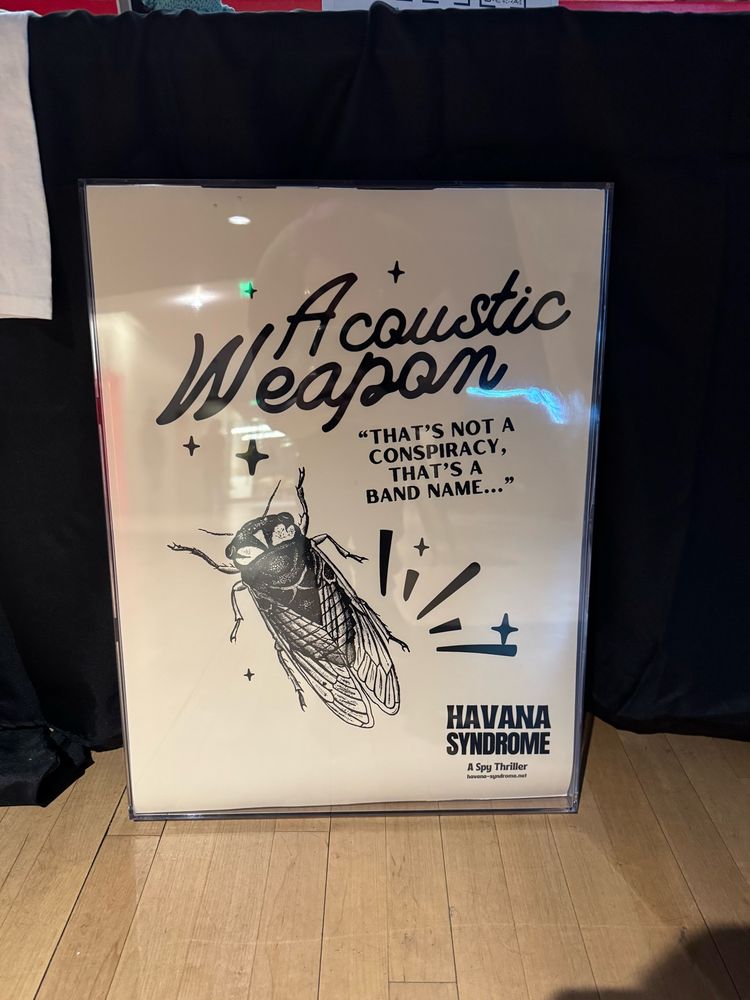 Acoustic
Weapon
“THAT’S NOT A
CONSPIRACY,
THAT’S A
BAND NAME...”
HAVANA
SYNDROME
A Spy Thriller
havana-syndrome.net